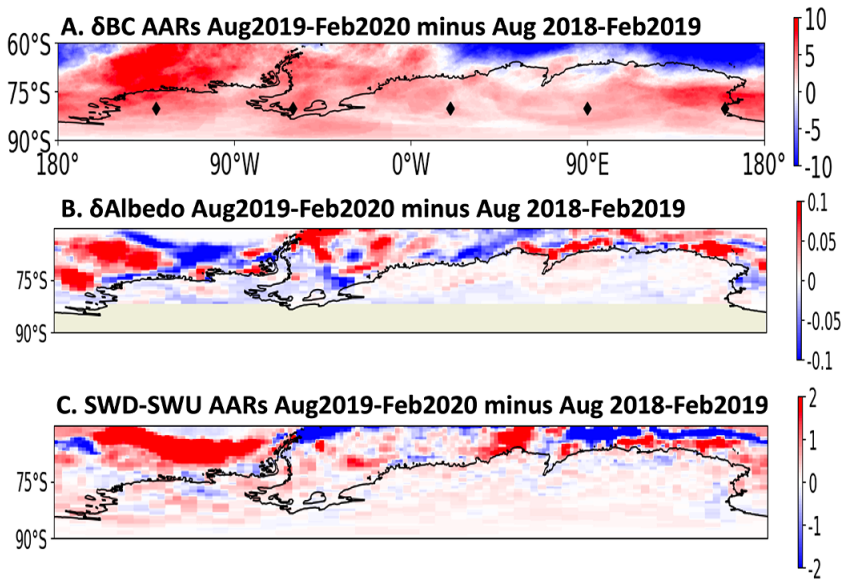 A. δBC AARs Aug2019-Feb2020 minus Aug 2018-Feb2019
60°S
75°S
90°S
180°
90°W
0°W
90°E
180°
10
5
0
-5
-10
B. δAlbedo Aug2019-Feb2020 minus Aug 2018-Feb2019
75°S
90°S
0.1
0.05
0
-0.05
-0.1
C. SWD-SWU AARs Aug2019-Feb2020 minus Aug 2018-Feb2019
75°S
90°S
2
1
0
-1
-2